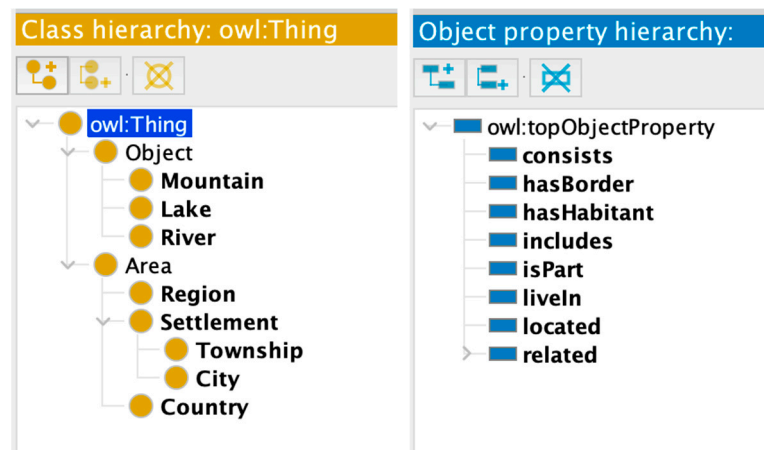 Class hierarchy: owl:Thing
owl:Thing
Object
Mountain
Lake
River
Area
Region
Settlement
Township
City
Country
Object property hierarchy:
owl:topObjectProperty
consists
hasBorder
hasHabitant
includes
isPart
liveIn
located
related